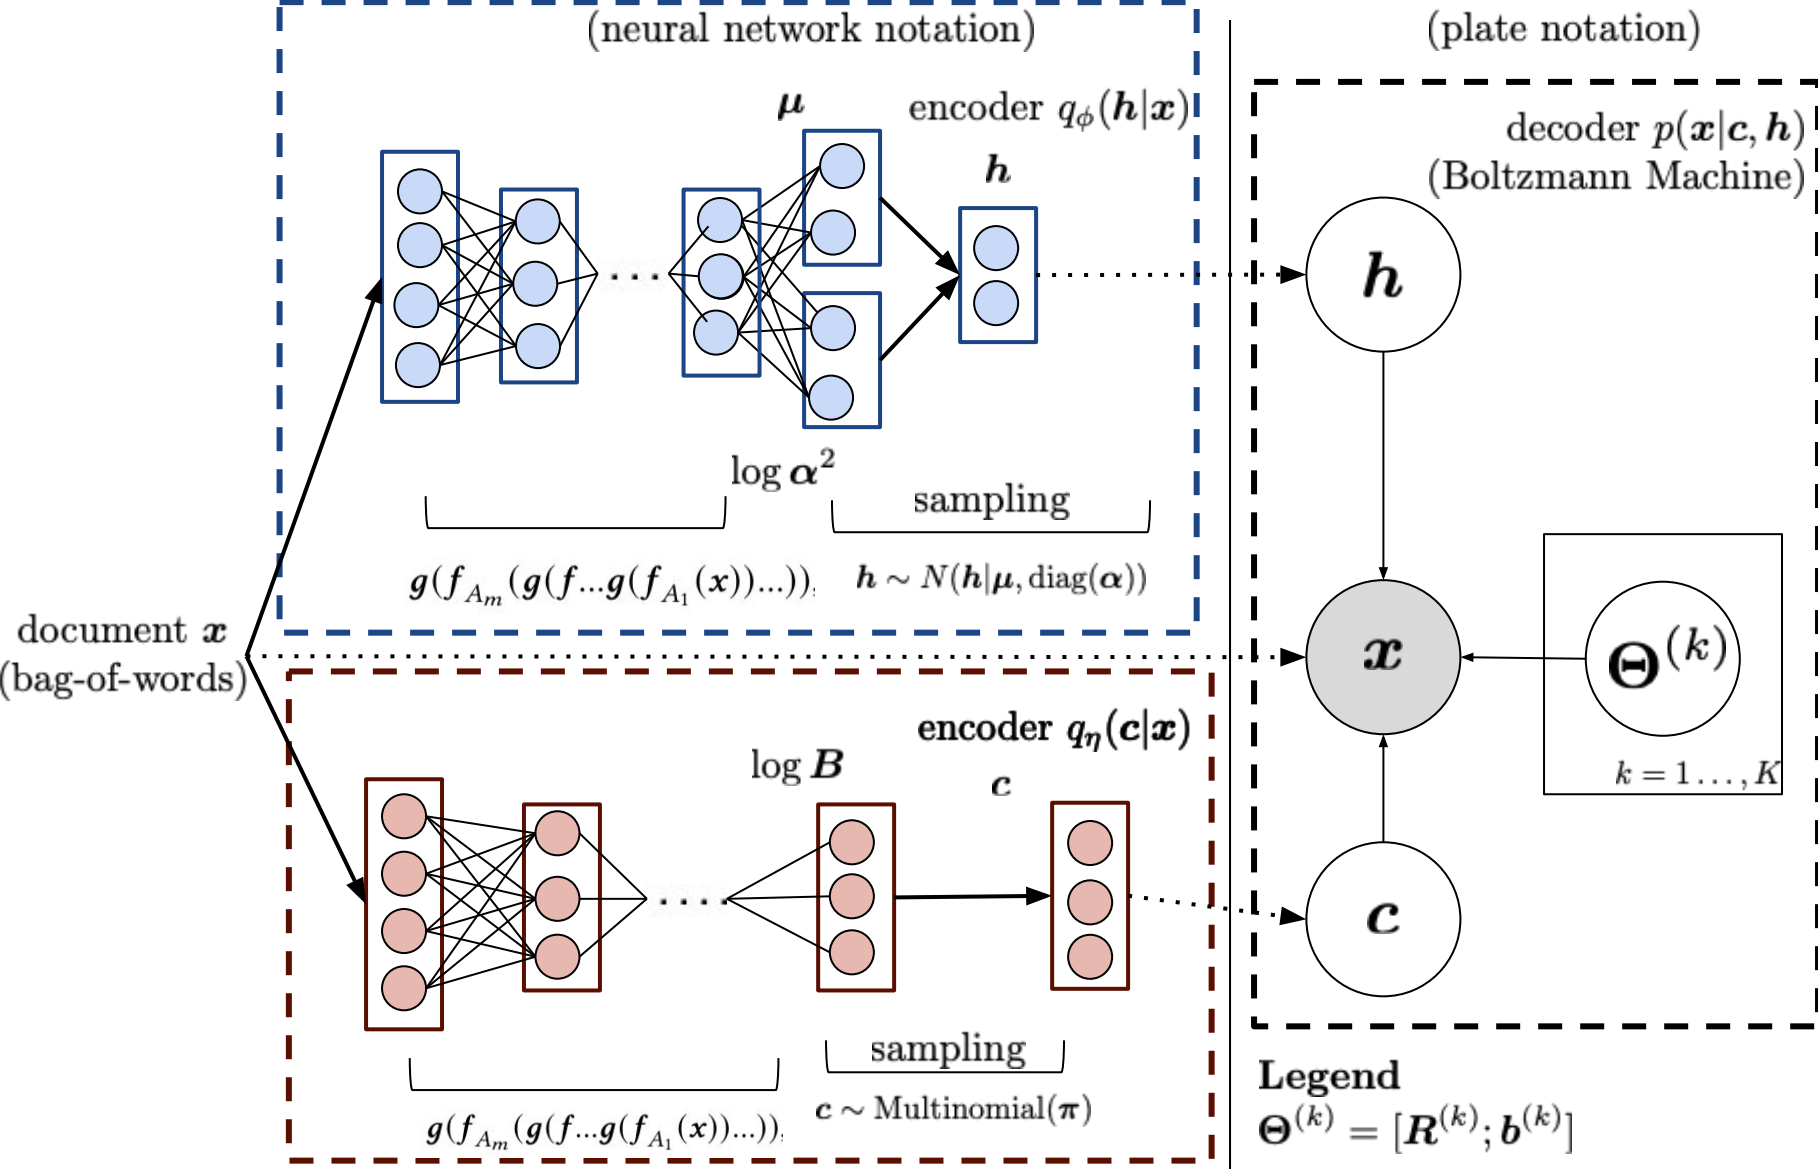 (neural network notation)
(plate notation)
μ
encoder q_ϕ(h|x)
h
decoder p(x|c, h)
(Boltzmann Machine)
h
. . . .
log α²
sampling
g(f_{A_m}(g(f...g(f_{A_1}(x))...)),
h ∼ N(h|μ, diag(α))
document x
(bag-of-words)
x
Θ^{(k)}
k = 1 . . . , K
encoder q_η(c|x)
log B
c
. . . .
c
sampling
c ∼ Multinomial(π)
g(f_{A_m}(g(f...g(f_{A_1}(x))...)),
Legend
Θ^{(k)} = [R^{(k)}; b^{(k)}]